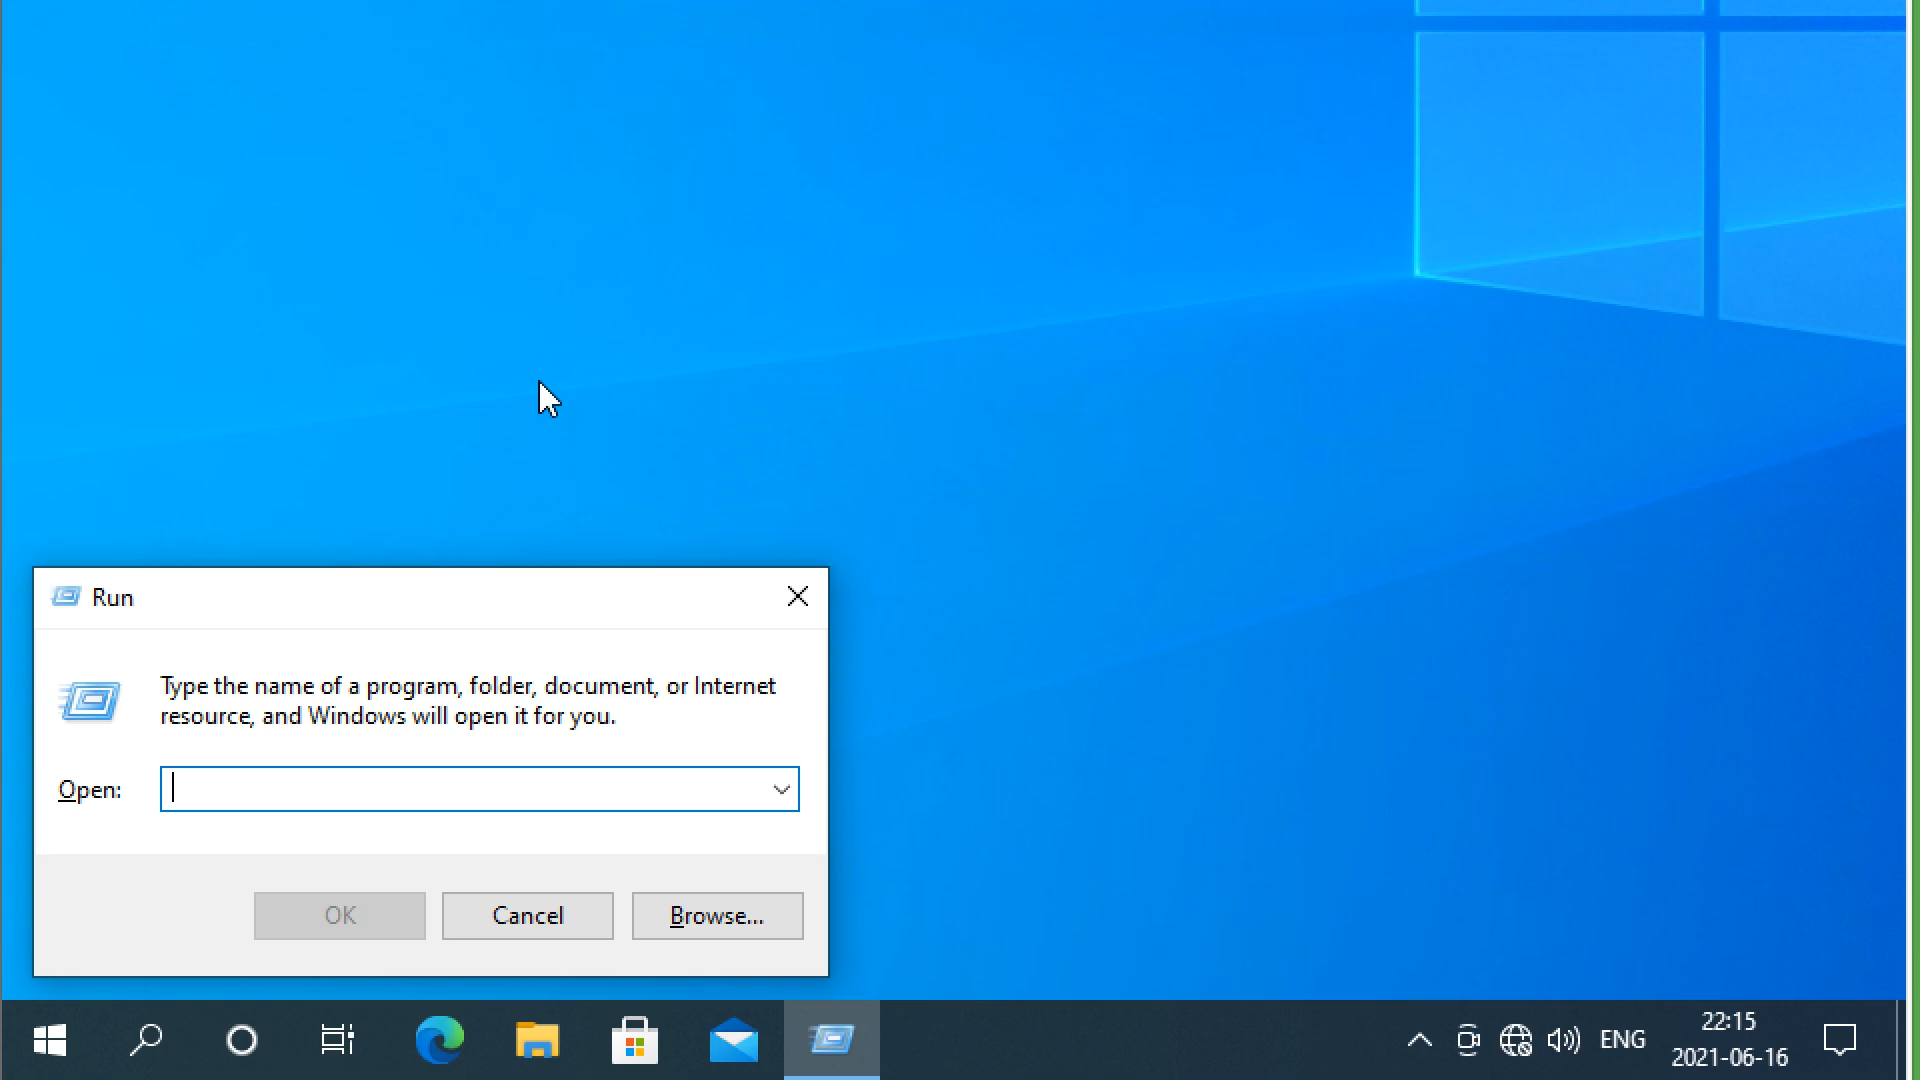 Run
Type the name of a program, folder, document, or Internet
resource, and Windows will open it for you.
Open:
OK
Cancel
Browse...
ENG
22:15
2021-06-16